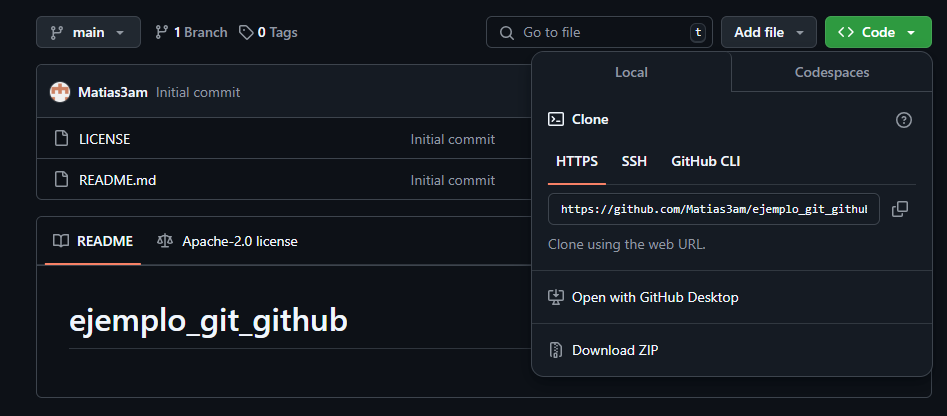 main
1 Branch
0 Tags
Go to file
t
Add file
Code
Matias3am Initial commit
LICENSE Initial commit
README.md Initial commit
README
Apache-2.0 license
ejemplo_git_github
Local
Codespaces
Clone
HTTPS SSH GitHub CLI
https://github.com/Matias3am/ejemplo_git_github
Clone using the web URL.
Open with GitHub Desktop
Download ZIP